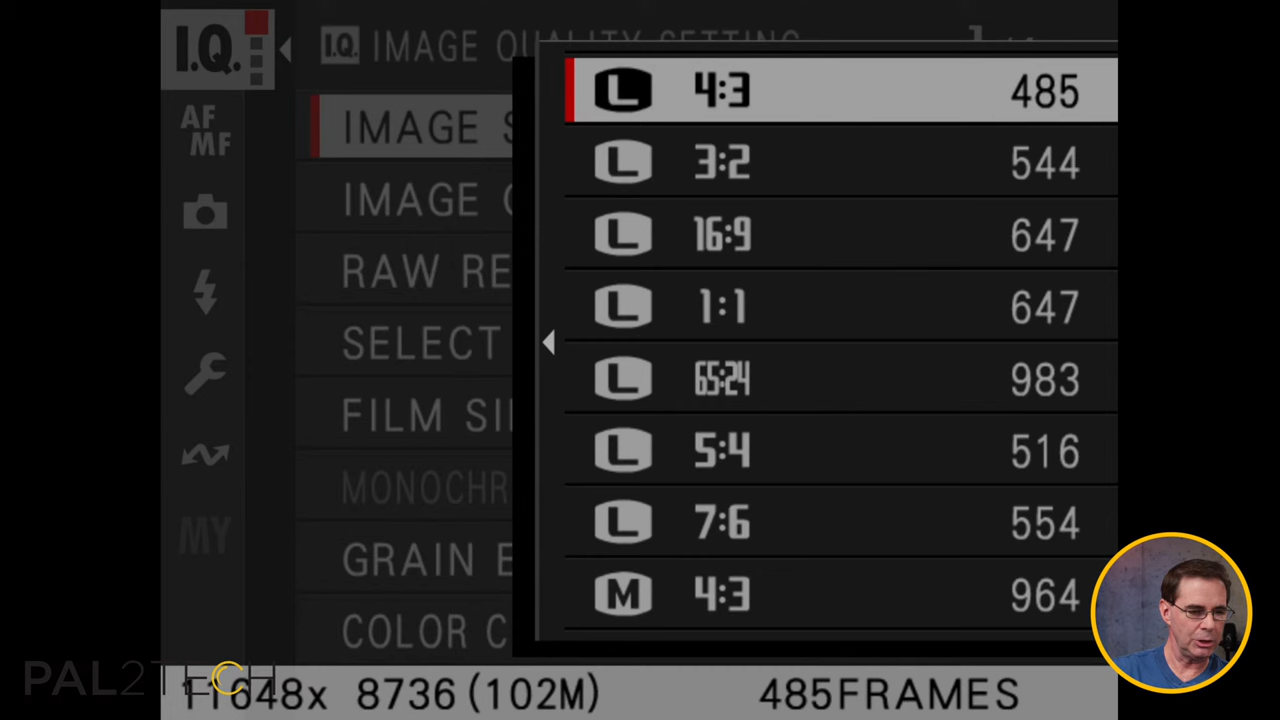 I.Q. IMAGE QUALITY SETTING
AF
MF
MY
IMAGE
IMAGE
RAW RE
SELECT
FILM SI
MONOCHR
GRAIN E
COLOR C
L 4:3 485
L 3:2 544
L 16:9 647
L 1:1 647
L 65:24 983
L 5:4 516
L 7:6 554
M 4:3 964
11648x 8736(102M) 485FRAMES
PAL2TECH